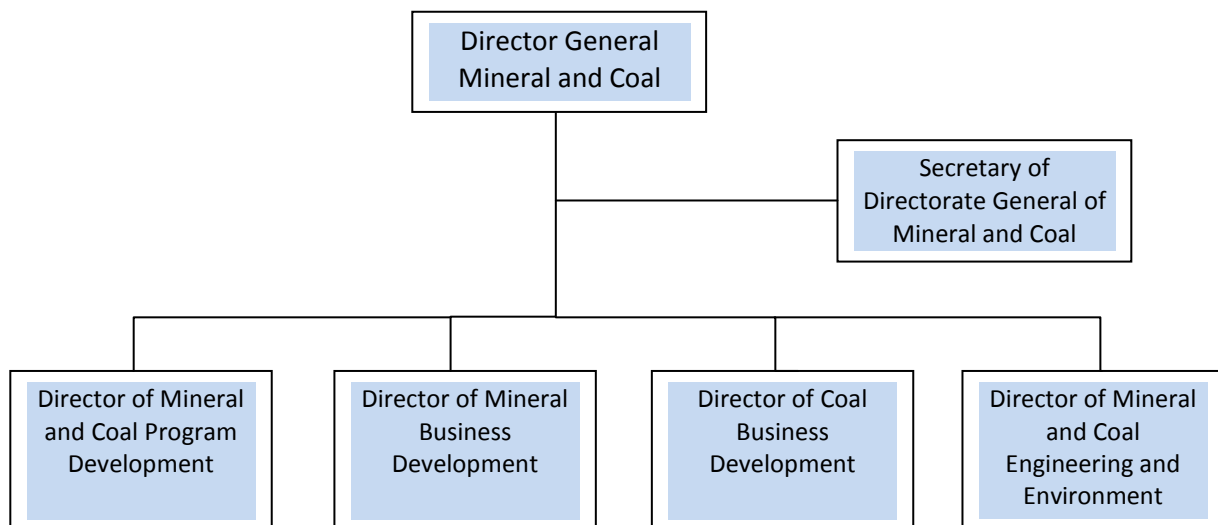 Director General
Mineral and Coal
Secretary of
Directorate General of
Mineral and Coal
Director of Mineral
and Coal Program
Development
Director of Mineral
Business
Development
Director of Coal
Business
Development
Director of Mineral
and Coal
Engineering and
Environment